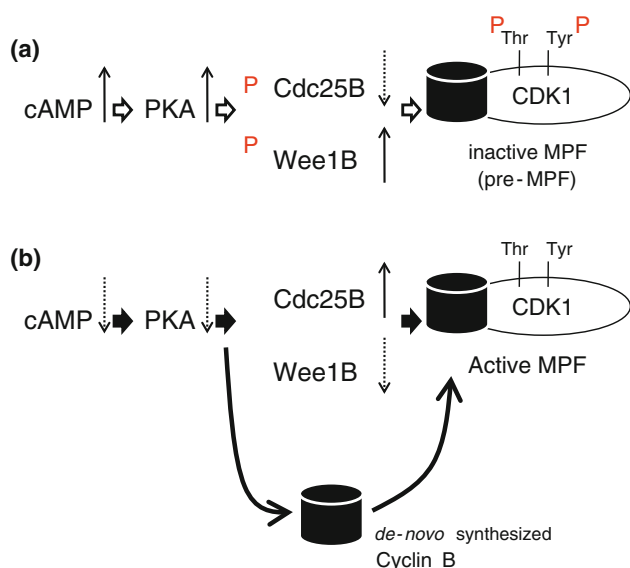 (a)
P Thr Tyr P
cAMP PKA P Cdc25B CDK1
P Wee1B
inactive MPF
(pre-MPF)
(b)
Thr Tyr
cAMP PKA Cdc25B CDK1
Wee1B
Active MPF
de-novo synthesized
Cyclin B